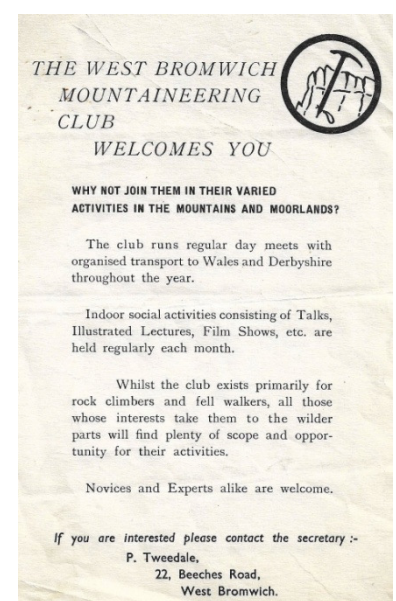 THE WEST BROMWICH
MOUNTAINEERING
CLUB
WELCOMES YOU
WHY NOT JOIN THEM IN THEIR VARIED
ACTIVITIES IN THE MOUNTAINS AND MOORLANDS?
The club runs regular day meets with
organised transport to Wales and Derbyshire
throughout the year.
Indoor social activities consisting of Talks,
Illustrated Lectures, Film Shows, etc. are
held regularly each month.
Whilst the club exists primarily for
rock climbers and fell walkers, all those
whose interests take them to the wilder
parts will find plenty of scope and oppor-
tunity for their activities.
Novices and Experts alike are welcome.
If you are interested please contact the secretary :-
P. Tweedale,
22, Beeches Road,
West Bromwich.